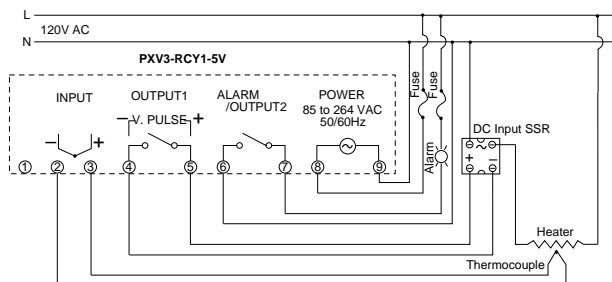 L
120V AC
N
PXV3-RCY1-5V
INPUT
OUTPUT1
ALARM
/OUTPUT2
POWER
85 to 264 VAC
50/60Hz
− V. PULSE +
− +
① ② ③ ④ ⑤ ⑥ ⑦ ⑧ ⑨
Fuse
Fuse
Alarm
DC Input SSR
+ −
Heater
Thermocouple